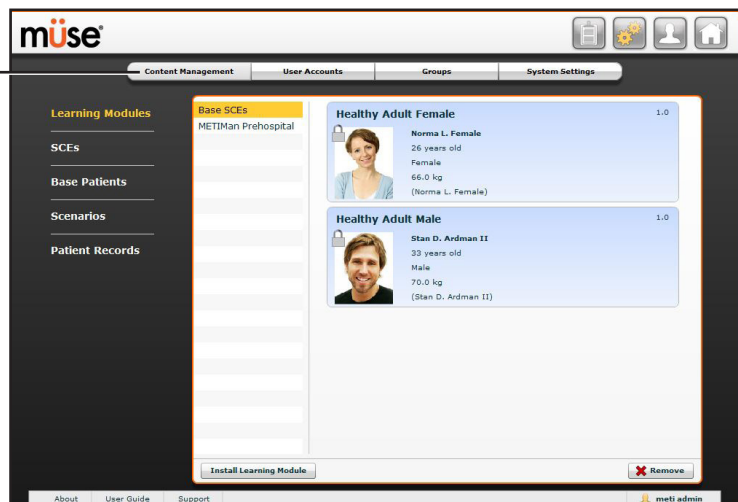 müse
Content Management User Accounts Groups System Settings
Learning Modules
SCEs
Base Patients
Scenarios
Patient Records
Base SCEs
METIMan Prehospital
Healthy Adult Female 1.0
Norma L. Female
26 years old
Female
66.0 kg
(Norma L. Female)
Healthy Adult Male 1.0
Stan D. Ardman II
33 years old
Male
70.0 kg
(Stan D. Ardman II)
Install Learning Module Remove
About User Guide Support meti admin